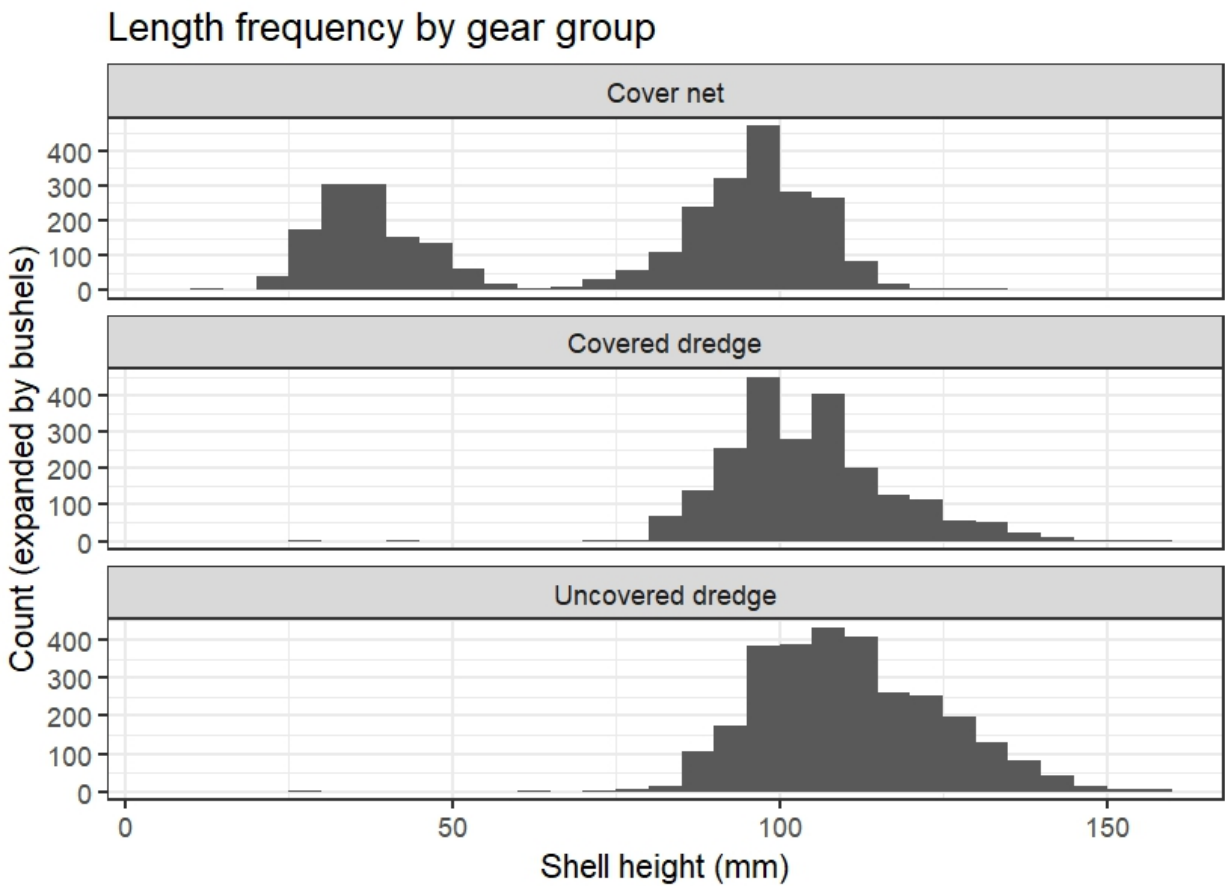 Length frequency by gear group
Cover net
400
300
200
100
0
Covered dredge
400
300
200
100
0
Uncovered dredge
400
300
200
100
0
0 50 100 150
Shell height (mm)
Count (expanded by bushels)